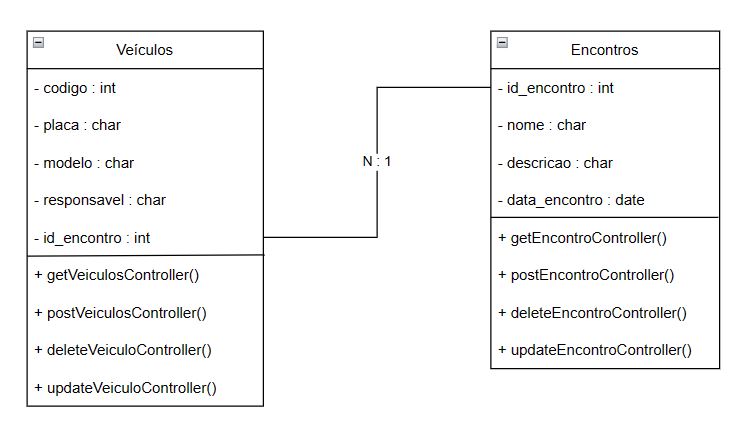 Veículos
- codigo : int
- placa : char
- modelo : char
- responsavel : char
- id_encontro : int
+ getVeiculosController()
+ postVeiculosController()
+ deleteVeiculoController()
+ updateVeiculoController()
N : 1
Encontros
- id_encontro : int
- nome : char
- descricao : char
- data_encontro : date
+ getEncontroController()
+ postEncontroController()
+ deleteEncontroController()
+ updateEncontroController()